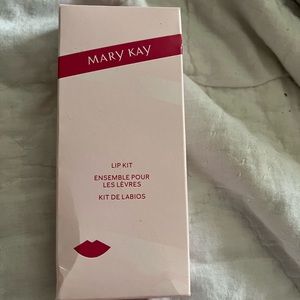 MARY KAY
LIP KIT
ENSEMBLE POUR
LES LÈVRES
KIT DE LABIOS